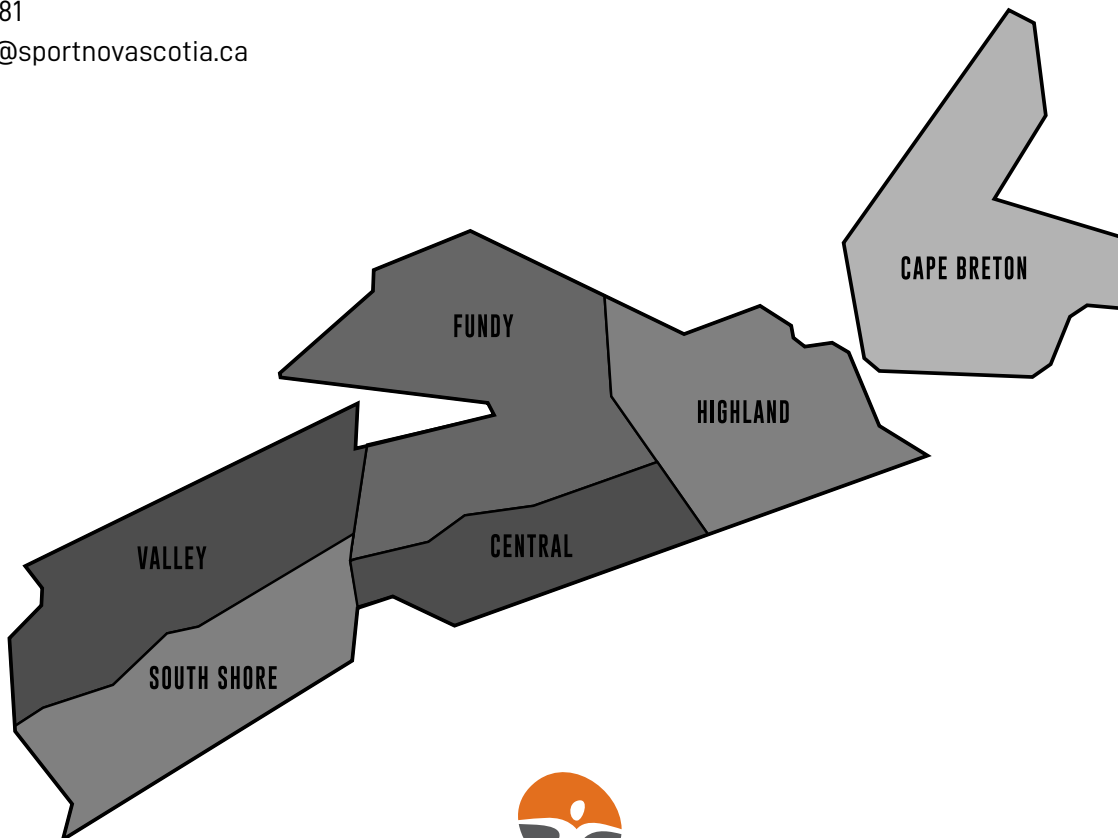 81
@sportnovascotia.ca
CAPE BRETON
FUNDY
HIGHLAND
CENTRAL
VALLEY
SOUTH SHORE